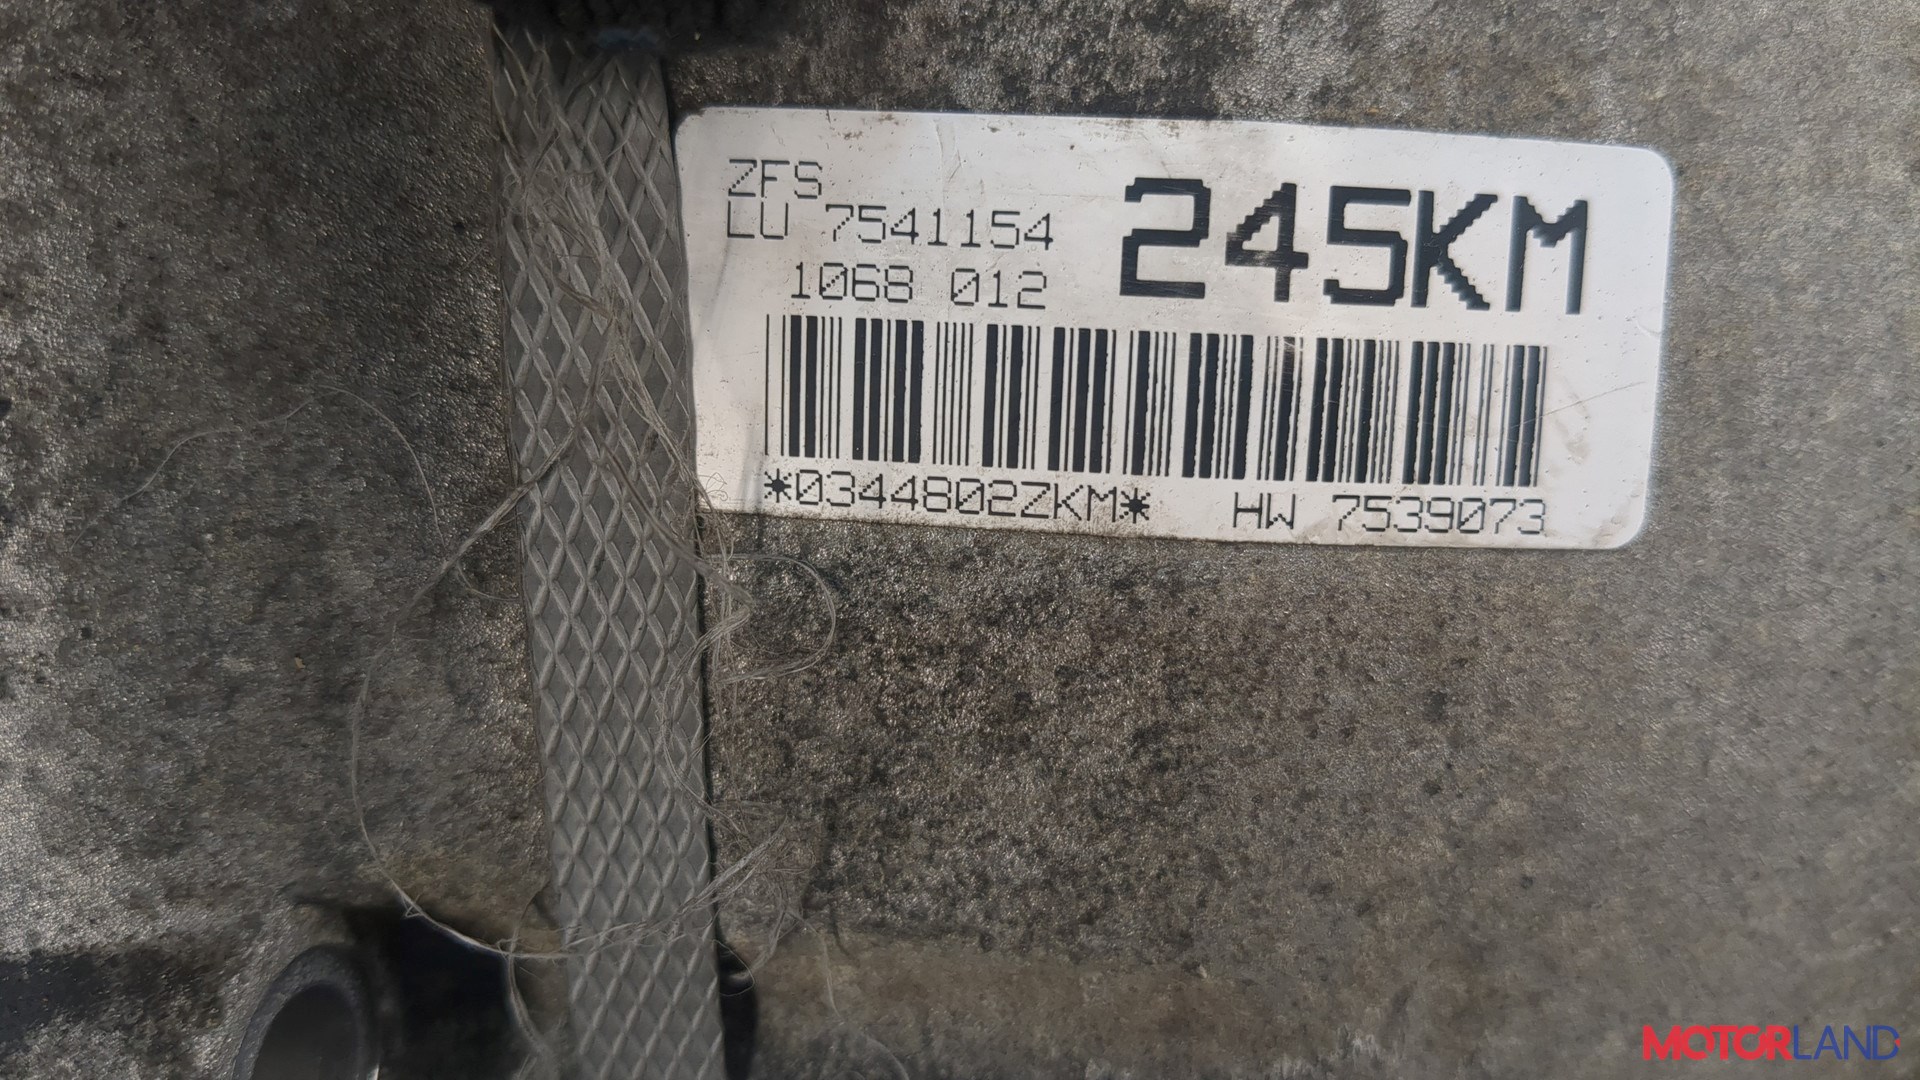 ZFS
LU 7541154
1068 012
245KM
*0344802ZKM* HW 7539073
MOTORLAND